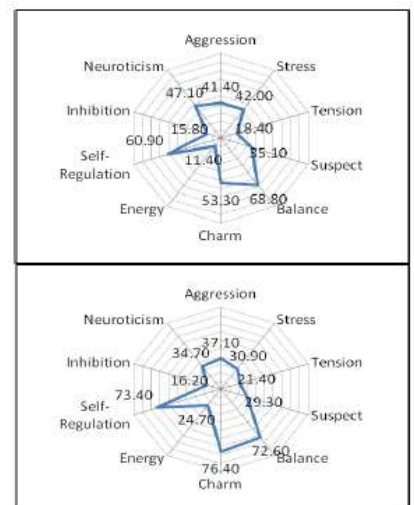 Aggression
Neuroticism
Stress
47.10
41.40
42.00
Inhibition
Tension
15.80
18.40
60.90
35.10
Self-
Regulation
Suspect
11.40
Energy
53.30
68.80
Balance
Charm
Aggression
Neuroticism
Stress
37.10
34.70
30.90
Inhibition
Tension
16.20
21.40
73.40
29.30
Self-
Regulation
Suspect
24.70
Energy
72.60
Balance
76.40
Charm